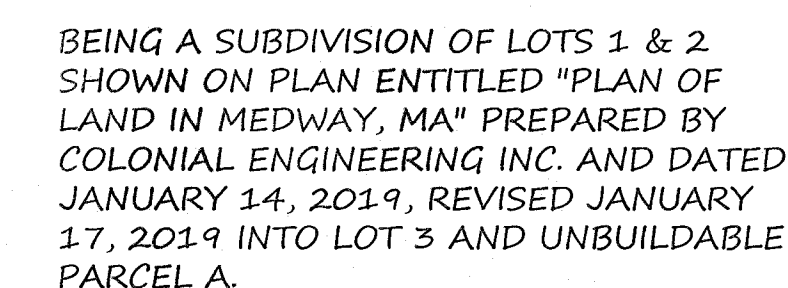 BEING A SUBDIVISION OF LOTS 1 & 2
SHOWN ON PLAN ENTITLED "PLAN OF
LAND IN MEDWAY, MA" PREPARED BY
COLONIAL ENGINEERING INC. AND DATED
JANUARY 14, 2019, REVISED JANUARY
17, 2019 INTO LOT 3 AND UNBUILDABLE
PARCEL A.